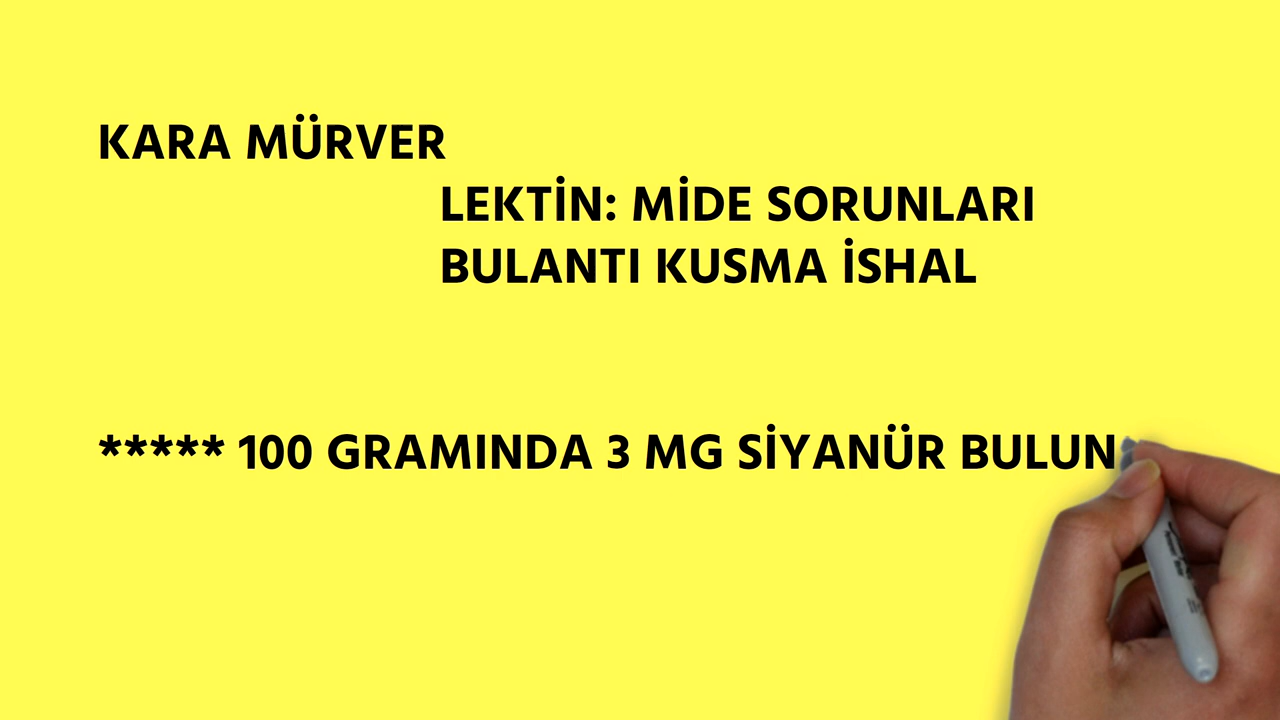 KARA MÜRVER
LEKTİN: MİDE SORUNLARI
BULANTI KUSMA İSHAL
***** 100 GRAMINDA 3 MG SİYANÜR BULUN